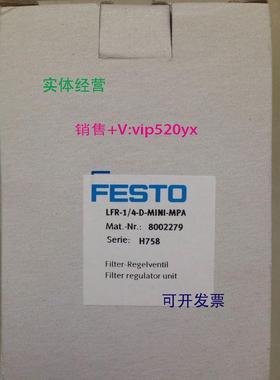 实体经营
销售+V:vip520yx
FESTO
LFR-1/4-D-MINI-MPA
Mat.-Nr.: 8002279
Serie: H758
Filter-Regelventil
Filter regulator unit
可开发票